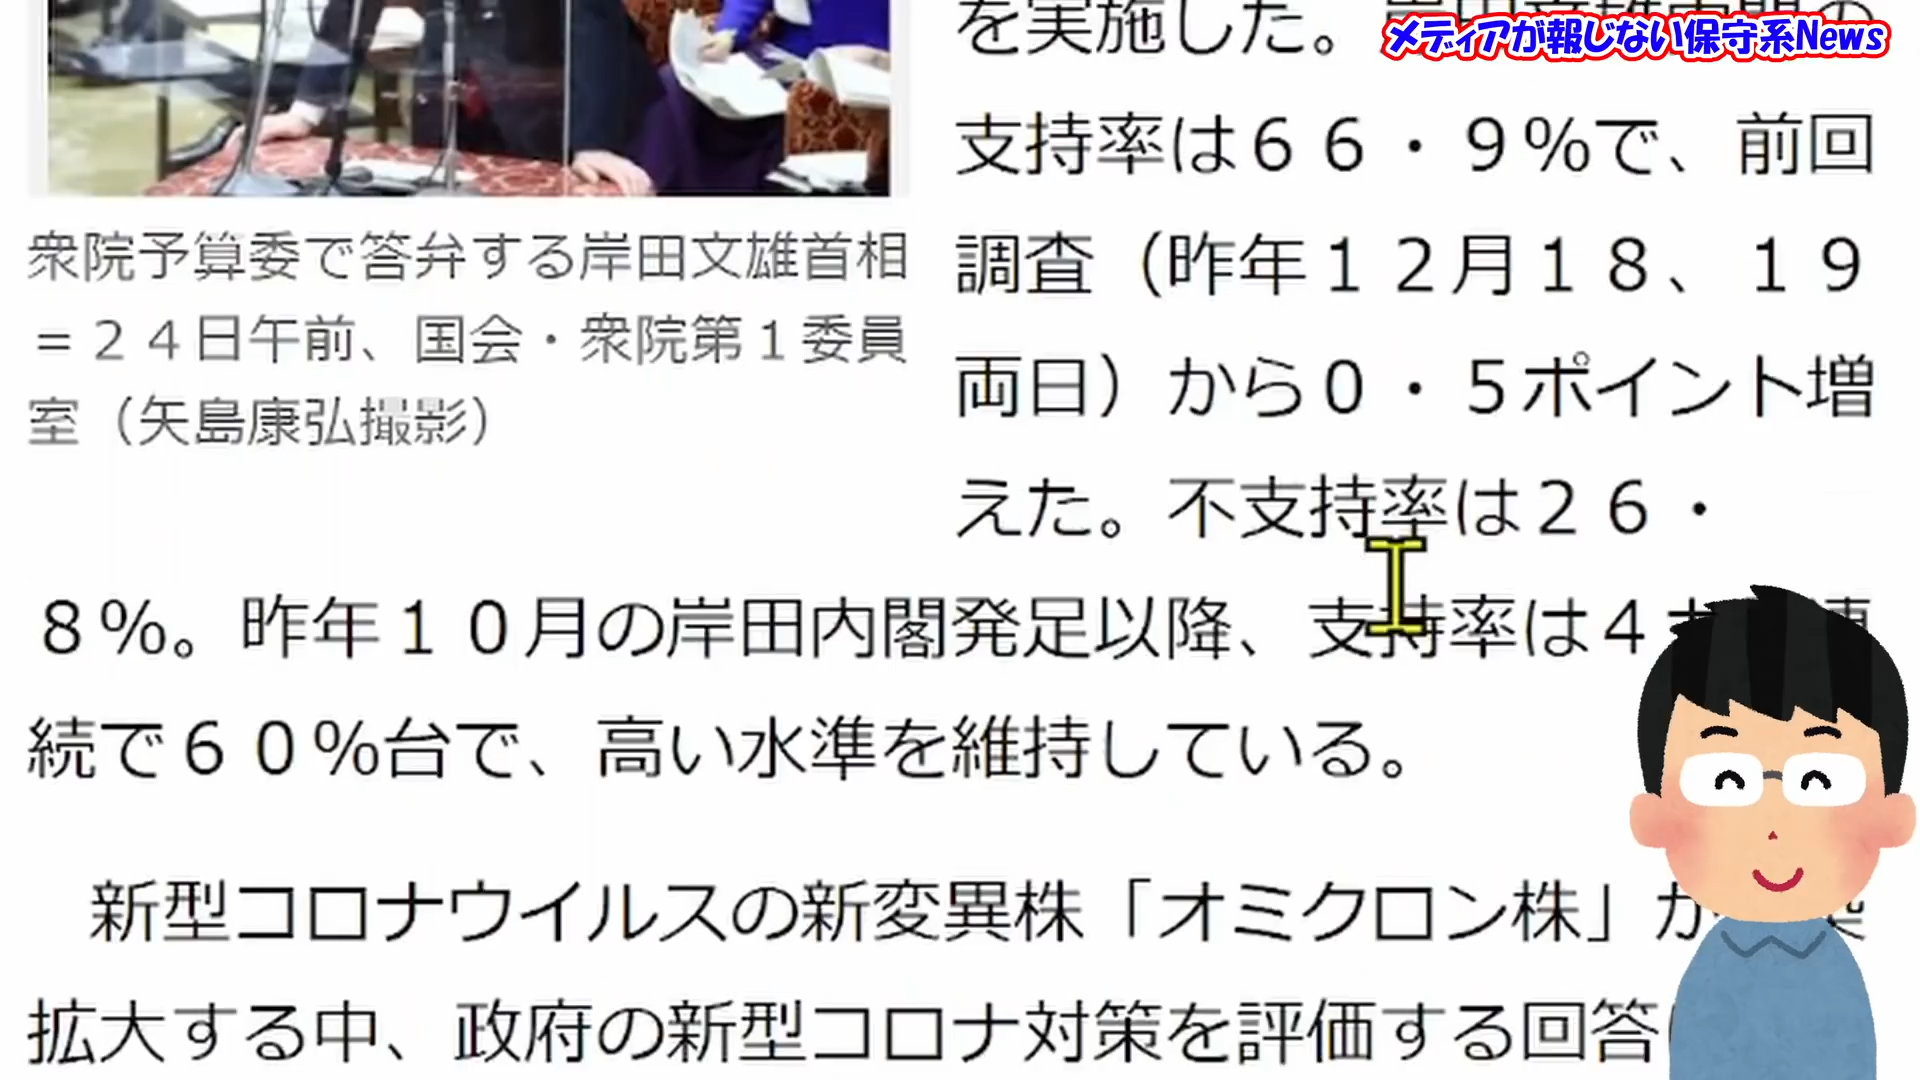 メディアが報じない保守系News
を実施した。
支持率は６６・９％で、前回
調査（昨年１２月１８、１９
両日）から０・５ポイント増
えた。不支持率は２６・
８％。昨年１０月の岸田内閣発足以降、支持率は４
続で６０％台で、高い水準を維持している。
新型コロナウイルスの新変異株「オミクロン株」が
拡大する中、政府の新型コロナ対策を評価する回答
衆院予算委で答弁する岸田文雄首相
＝２４日午前、国会・衆院第１委員
室（矢島康弘撮影）